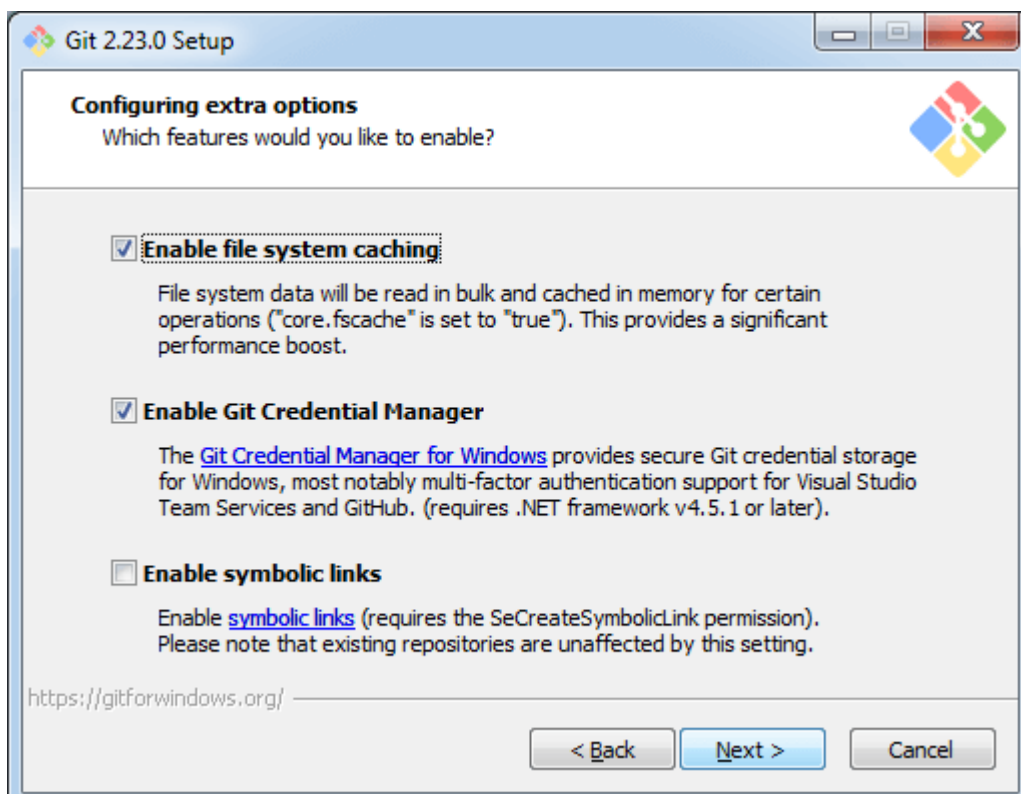 Git 2.23.0 Setup
Configuring extra options
Which features would you like to enable?
Enable file system caching
File system data will be read in bulk and cached in memory for certain
operations ("core.fscache" is set to "true"). This provides a significant
performance boost.
Enable Git Credential Manager
The Git Credential Manager for Windows provides secure Git credential storage
for Windows, most notably multi-factor authentication support for Visual Studio
Team Services and GitHub. (requires .NET framework v4.5.1 or later).
Enable symbolic links
Enable symbolic links (requires the SeCreateSymbolicLink permission).
Please note that existing repositories are unaffected by this setting.
https://gitforwindows.org/
< Back
Next >
Cancel